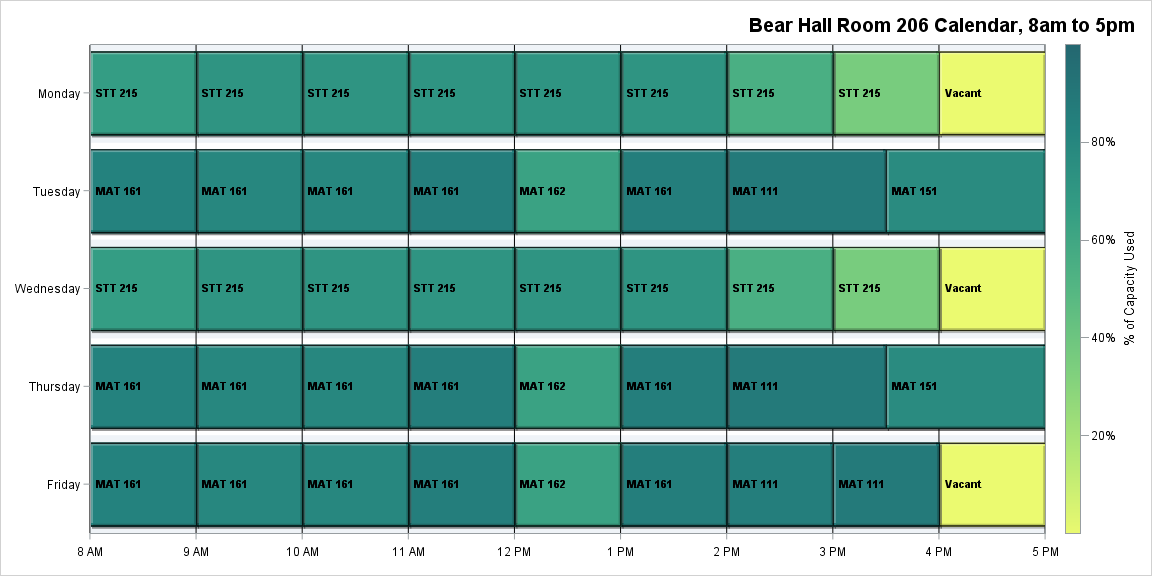 Bear Hall Room 206 Calendar, 8am to 5pm
Monday STT 215 STT 215 STT 215 STT 215 STT 215 STT 215 STT 215 STT 215 Vacant
Tuesday MAT 161 MAT 161 MAT 161 MAT 161 MAT 162 MAT 161 MAT 111 MAT 151
Wednesday STT 215 STT 215 STT 215 STT 215 STT 215 STT 215 STT 215 STT 215 Vacant
Thursday MAT 161 MAT 161 MAT 161 MAT 161 MAT 162 MAT 161 MAT 111 MAT 151
Friday MAT 161 MAT 161 MAT 161 MAT 161 MAT 162 MAT 161 MAT 111 MAT 111 Vacant
8 AM 9 AM 10 AM 11 AM 12 PM 1 PM 2 PM 3 PM 4 PM 5 PM
80%
60%
40%
20%
% of Capacity Used